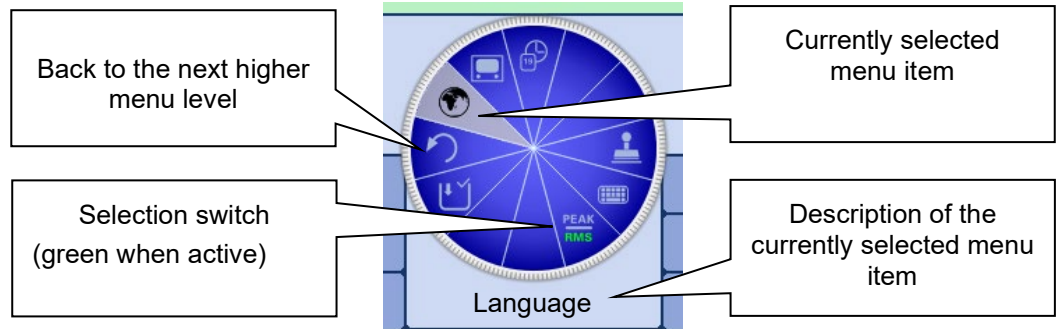 Back to the next higher
menu level
Currently selected
menu item
19
Selection switch
(green when active)
PEAK
RMS
Description of the
currently selected menu
item
Language